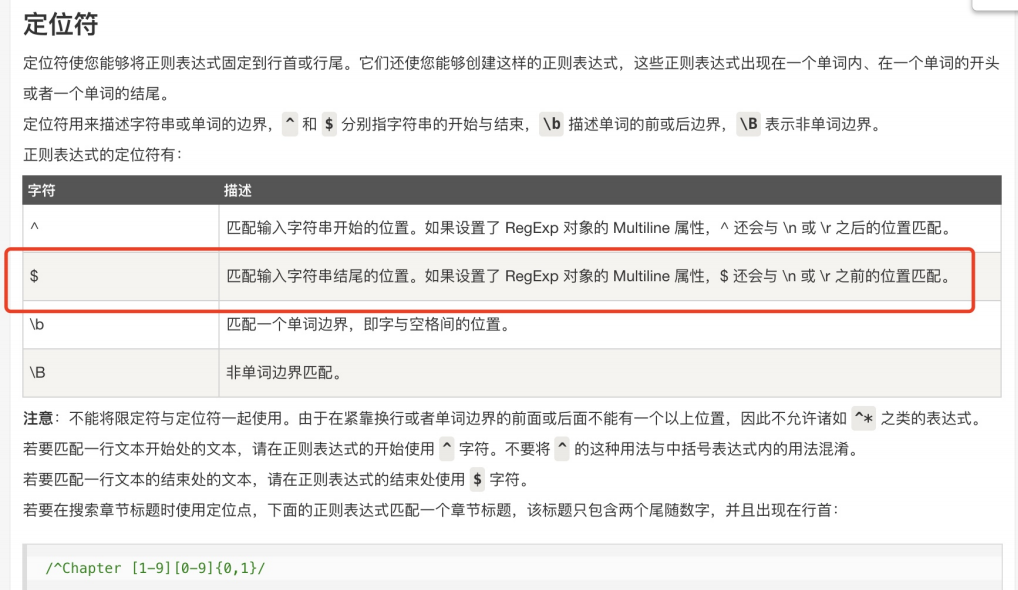 定位符
定位符使您能够将正则表达式固定到行首或行尾。它们还使您能够创建这样的正则表达式，这些正则表达式出现在一个单词内、在一个单词的开头
或者一个单词的结尾。
定位符用来描述字符串或单词的边界，^ 和 $ 分别指字符串的开始与结束，\b 描述单词的前或后边界，\B 表示非单词边界。
正则表达式的定位符有：
字符 描述
^ 匹配输入字符串开始的位置。如果设置了 RegExp 对象的 Multiline 属性，^ 还会与 \n 或 \r 之后的位置匹配。
$ 匹配输入字符串结尾的位置。如果设置了 RegExp 对象的 Multiline 属性，$ 还会与 \n 或 \r 之前的位置匹配。
\b 匹配一个单词边界，即字与空格间的位置。
\B 非单词边界匹配。
注意：不能将限定符与定位符一起使用。由于在紧靠换行或者单词边界的前面或后面不能有一个以上位置，因此不允许诸如 ^* 之类的表达式。
若要匹配一行文本开始处的文本，请在正则表达式的开始使用 ^ 字符。不要将 ^ 的这种用法与中括号表达式内的用法混淆。
若要匹配一行文本的结束处的文本，请在正则表达式的结束处使用 $ 字符。
若要在搜索章节标题时使用定位点，下面的正则表达式匹配一个章节标题，该标题只包含两个尾随数字，并且出现在行首：
/^Chapter [1-9][0-9]{0,1}/